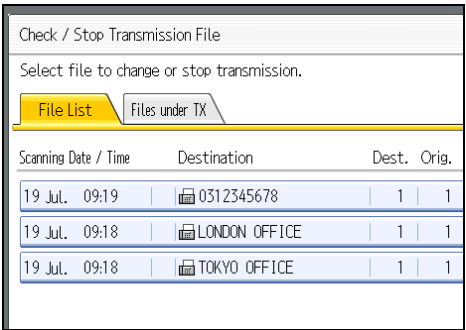 Check / Stop Transmission File
Select file to change or stop transmission.
File List Files under TX
Scanning Date / Time Destination Dest. Orig.
19 Jul. 09:19 0312345678 1 1
19 Jul. 09:18 LONDON OFFICE 1 1
19 Jul. 09:18 TOKYO OFFICE 1 1